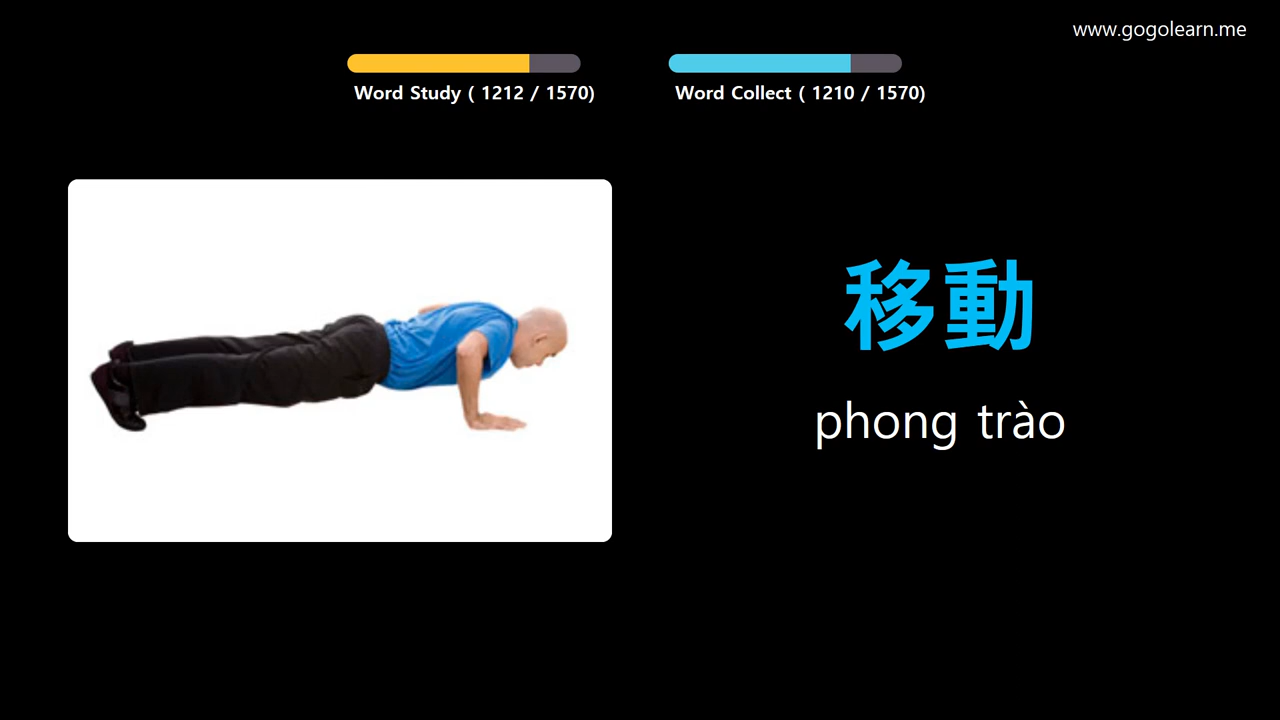 www.gogolearn.me
Word Study ( 1212 / 1570)
Word Collect ( 1210 / 1570)
移動
phong trào